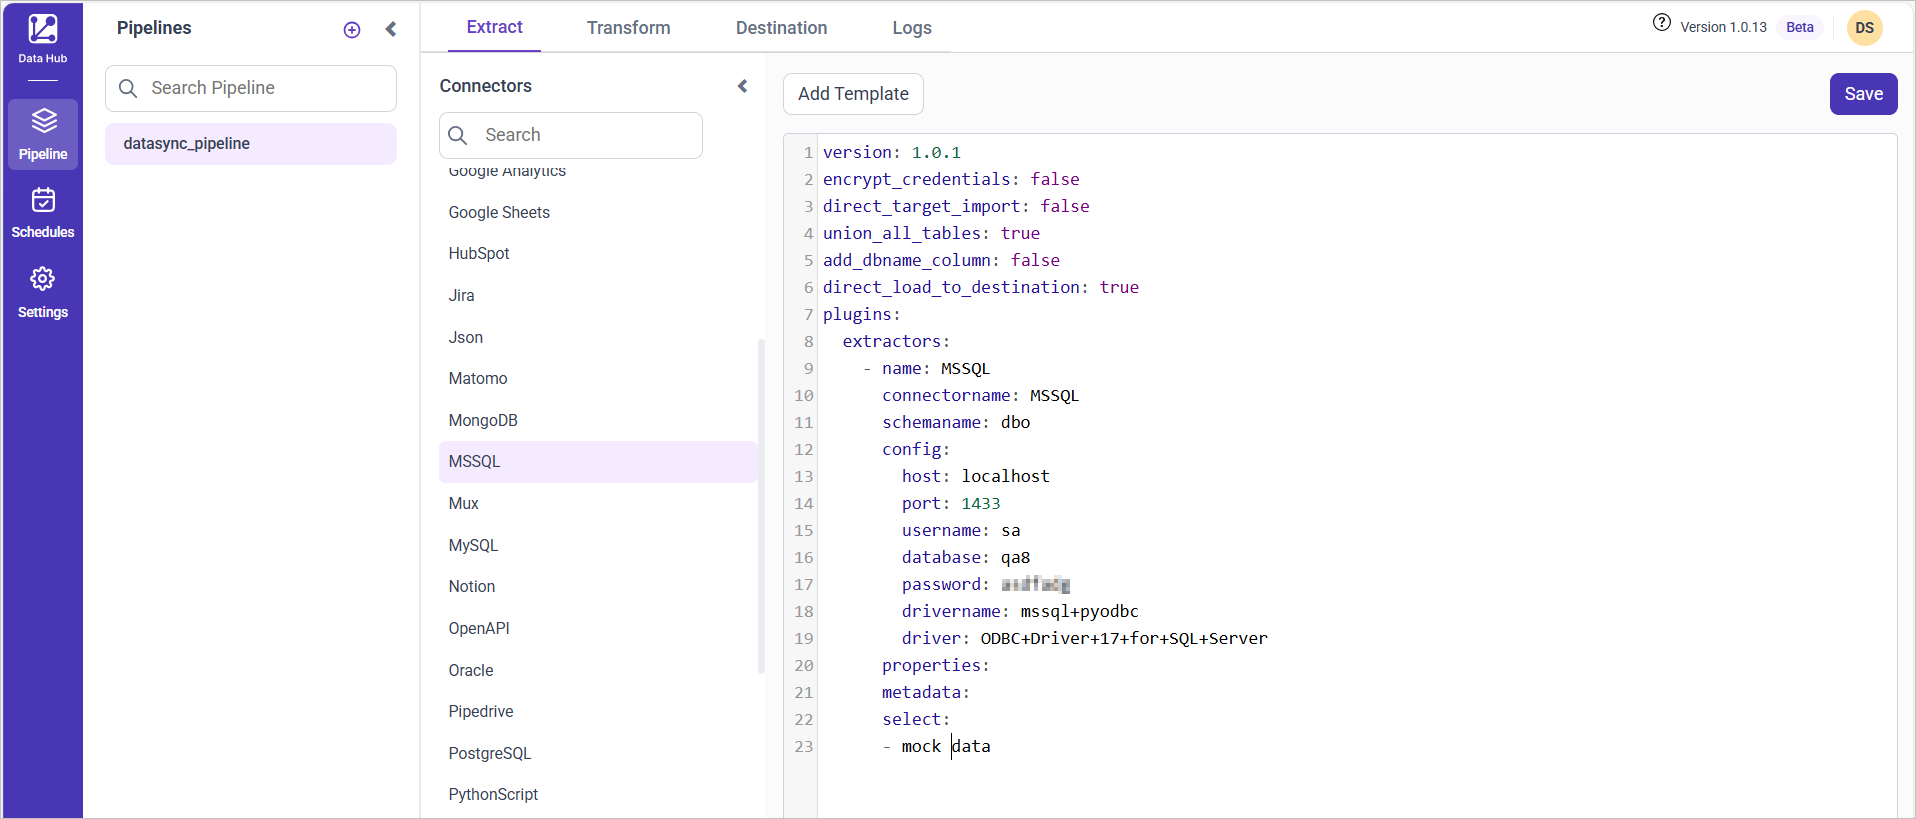 Data Hub
Pipeline
Schedules
Settings
Pipelines
Search Pipeline
datasync_pipeline
Extract Transform Destination Logs
Version 1.0.13 Beta DS
Connectors
Search
Google Analytics
Google Sheets
HubSpot
Jira
Json
Matomo
MongoDB
MSSQL
Mux
MySQL
Notion
OpenAPI
Oracle
Pipedrive
PostgreSQL
PythonScript
Add Template
Save
1 version: 1.0.1
2 encrypt_credentials: false
3 direct_target_import: false
4 union_all_tables: true
5 add_dbname_column: false
6 direct_load_to_destination: true
7 plugins:
8 extractors:
9 - name: MSSQL
10 connectorname: MSSQL
11 schemaname: dbo
12 config:
13 host: localhost
14 port: 1433
15 username: sa
16 database: qa8
17 password:
18 drivername: mssql+pyodbc
19 driver: ODBC+Driver+17+for+SQL+Server
20 properties:
21 metadata:
22 select:
23 - mock data